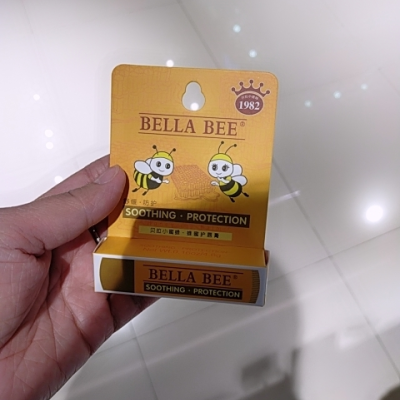 1982
BELLA BEE®
SOOTHING · PROTECTION
BELLA BEE®
SOOTHING · PROTECTION